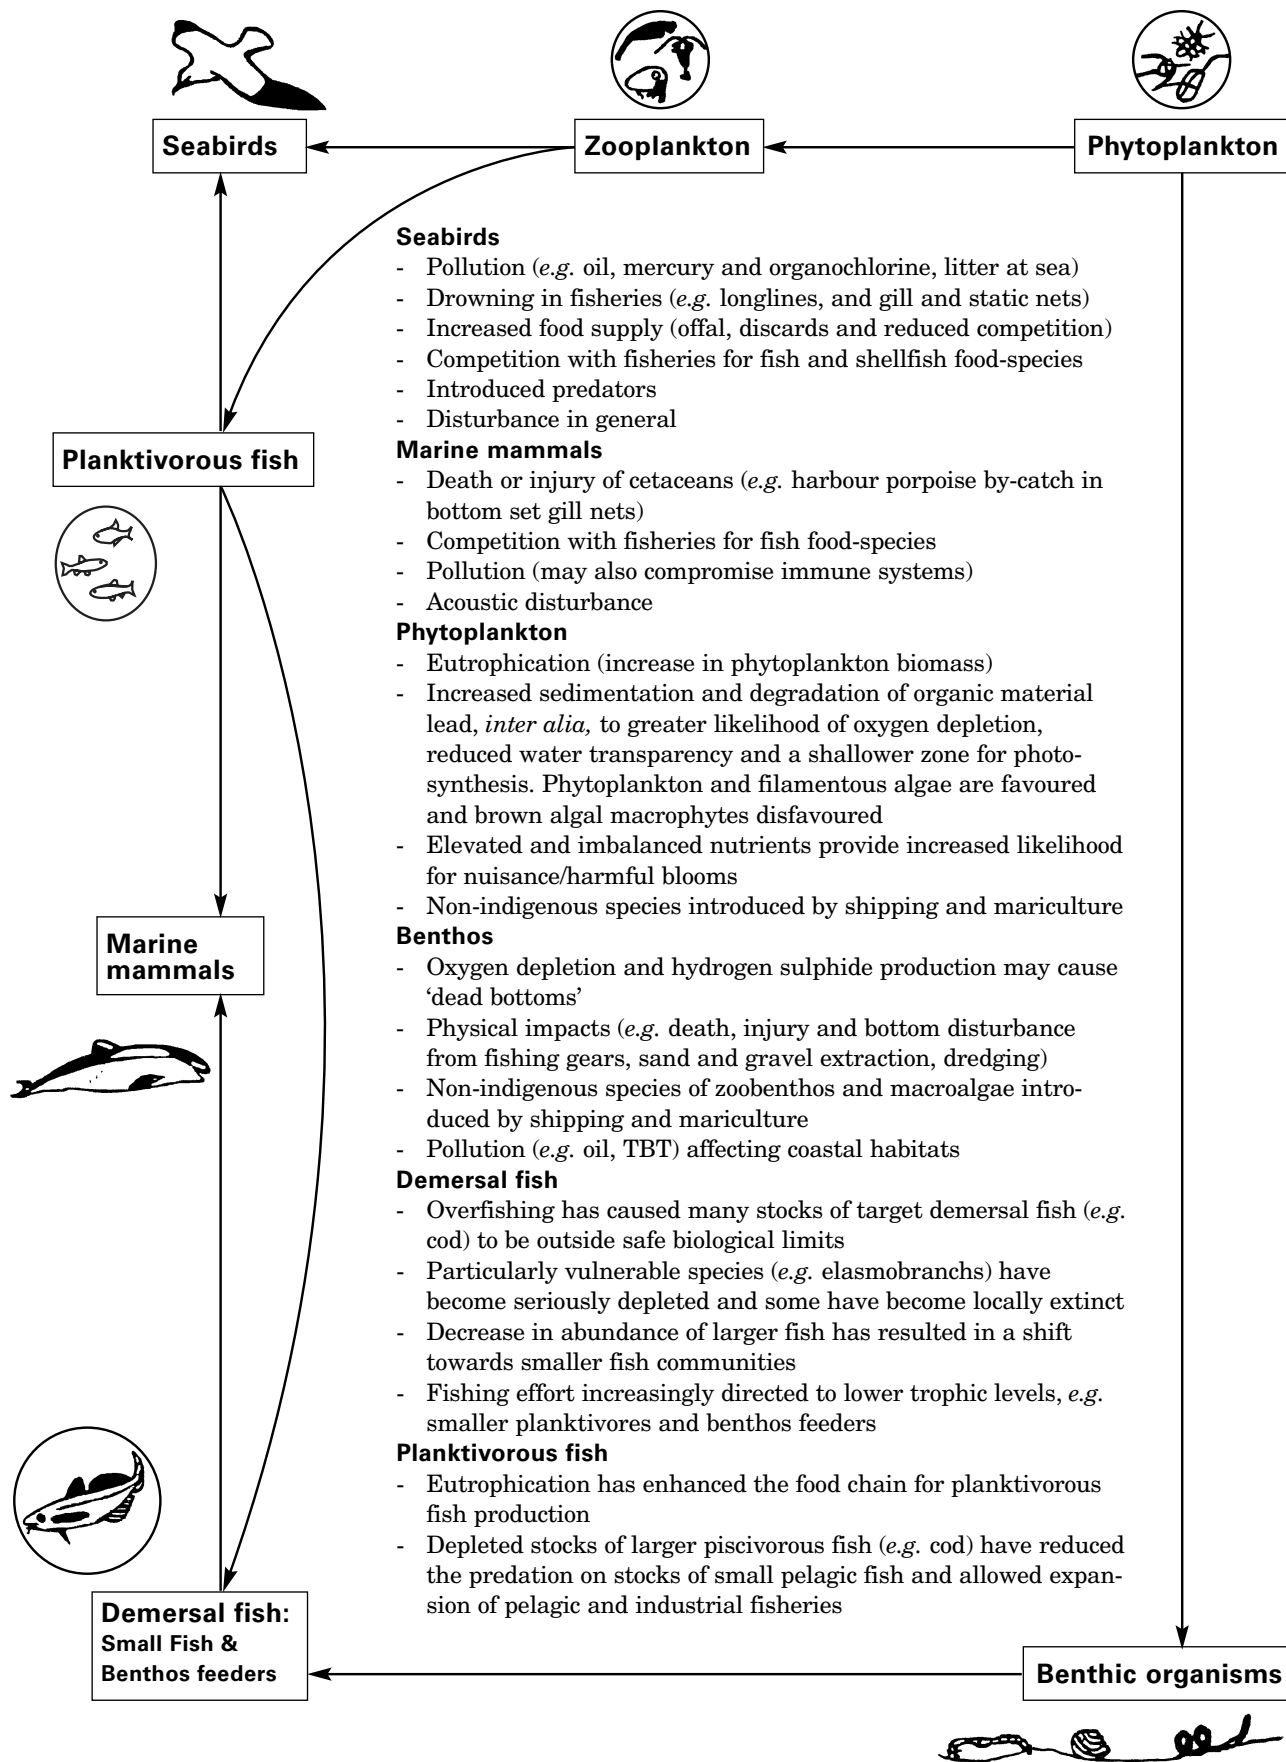 Seabirds
Zooplankton
Phytoplankton
Seabirds
- Pollution (e.g. oil, mercury and organochlorine, litter at sea)
- Drowning in fisheries (e.g. longlines, and gill and static nets)
- Increased food supply (offal, discards and reduced competition)
- Competition with fisheries for fish and shellfish food-species
- Introduced predators
- Disturbance in general
Planktivorous fish
Marine mammals
- Death or injury of cetaceans (e.g. harbour porpoise by-catch in
bottom set gill nets)
- Competition with fisheries for fish food-species
- Pollution (may also compromise immune systems)
- Acoustic disturbance
Phytoplankton
- Eutrophication (increase in phytoplankton biomass)
- Increased sedimentation and degradation of organic material
lead, inter alia, to greater likelihood of oxygen depletion,
reduced water transparency and a shallower zone for photo-
synthesis. Phytoplankton and filamentous algae are favoured
and brown algal macrophytes disfavoured
- Elevated and imbalanced nutrients provide increased likelihood
for nuisance/harmful blooms
- Non-indigenous species introduced by shipping and mariculture
Marine
mammals
Benthos
- Oxygen depletion and hydrogen sulphide production may cause
‘dead bottoms’
- Physical impacts (e.g. death, injury and bottom disturbance
from fishing gears, sand and gravel extraction, dredging)
- Non-indigenous species of zoobenthos and macroalgae intro-
duced by shipping and mariculture
- Pollution (e.g. oil, TBT) affecting coastal habitats
Demersal fish
- Overfishing has caused many stocks of target demersal fish (e.g.
cod) to be outside safe biological limits
- Particularly vulnerable species (e.g. elasmobranchs) have
become seriously depleted and some have become locally extinct
- Decrease in abundance of larger fish has resulted in a shift
towards smaller fish communities
- Fishing effort increasingly directed to lower trophic levels, e.g.
smaller planktivores and benthos feeders
Planktivorous fish
- Eutrophication has enhanced the food chain for planktivorous
fish production
- Depleted stocks of larger piscivorous fish (e.g. cod) have reduced
the predation on stocks of small pelagic fish and allowed expan-
sion of pelagic and industrial fisheries
Demersal fish:
Small Fish &
Benthos feeders
Benthic organisms